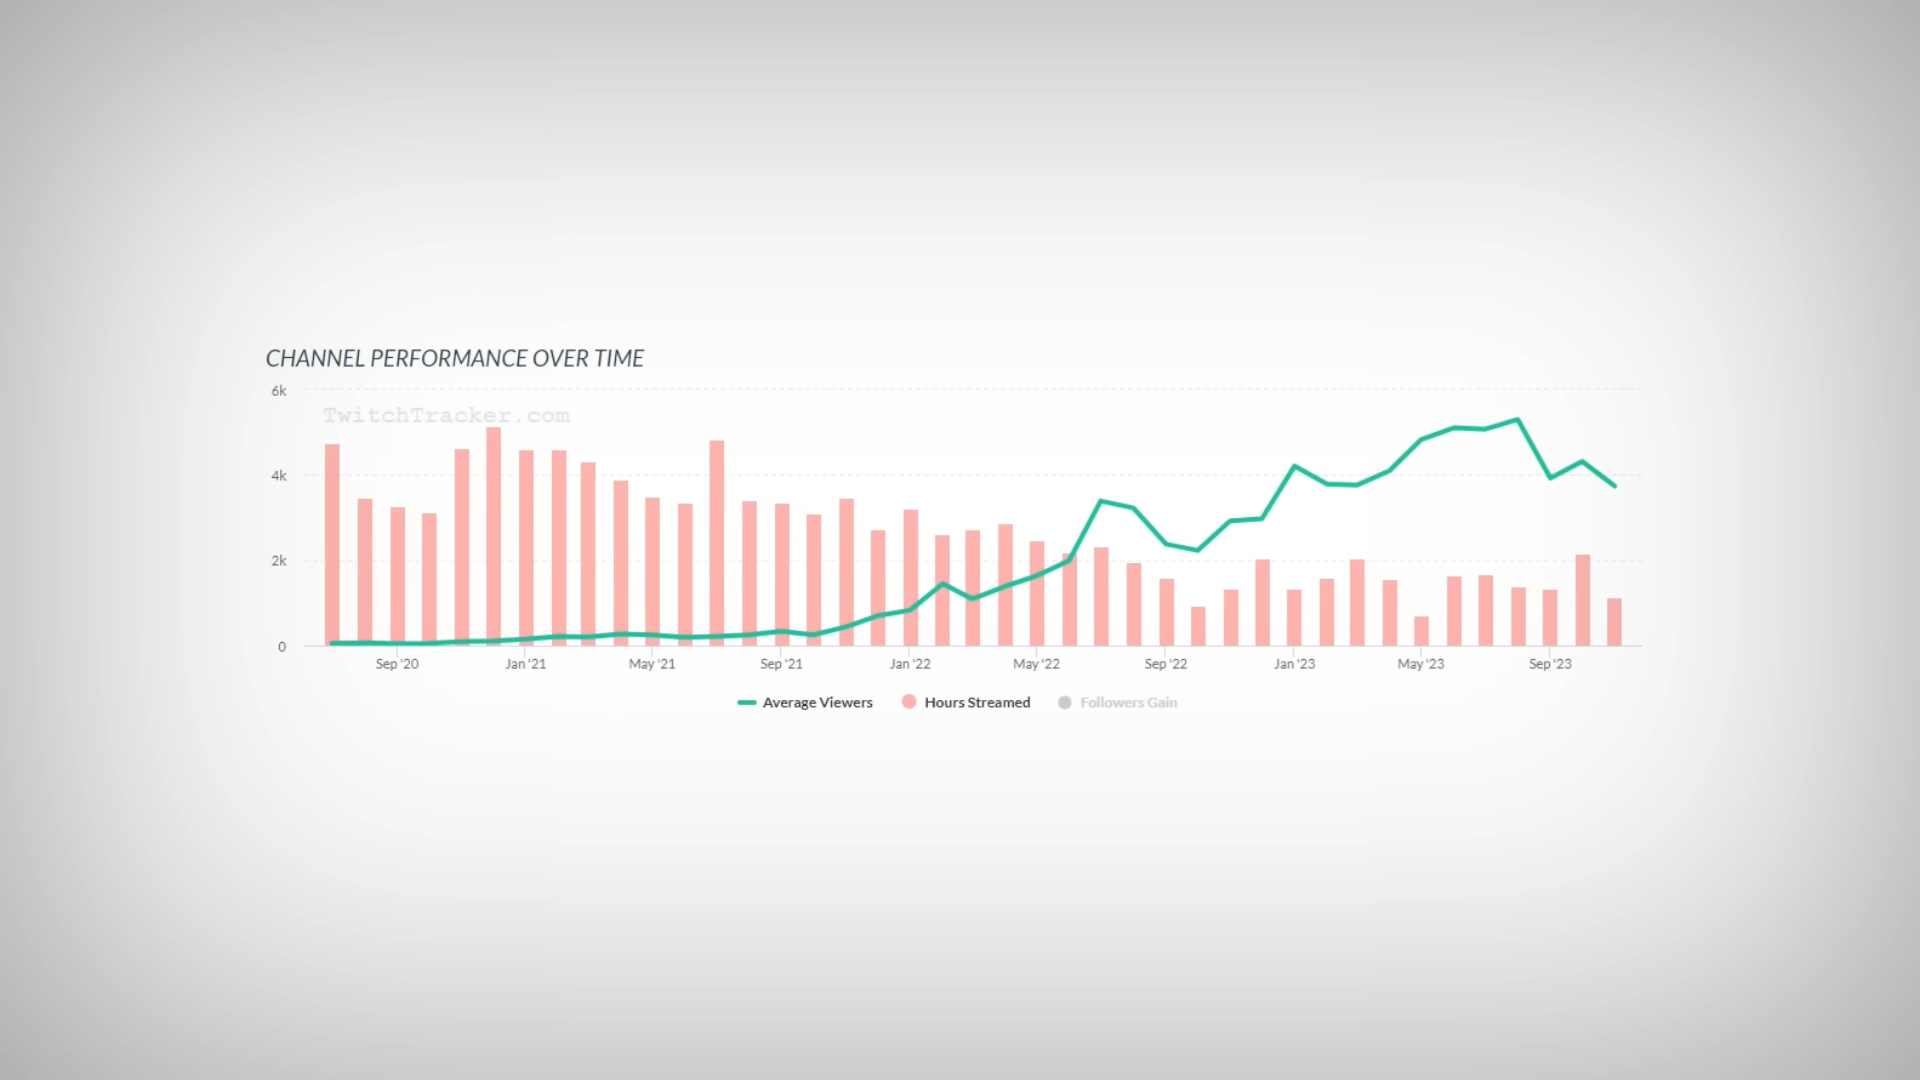 CHANNEL PERFORMANCE OVER TIME
6k
TwitchTracker.com
4k
2k
0
Sep '20 Jan '21 May '21 Sep '21 Jan '22 May '22 Sep '22 Jan '23 May '23 Sep '23
Average Viewers Hours Streamed Followers Gain